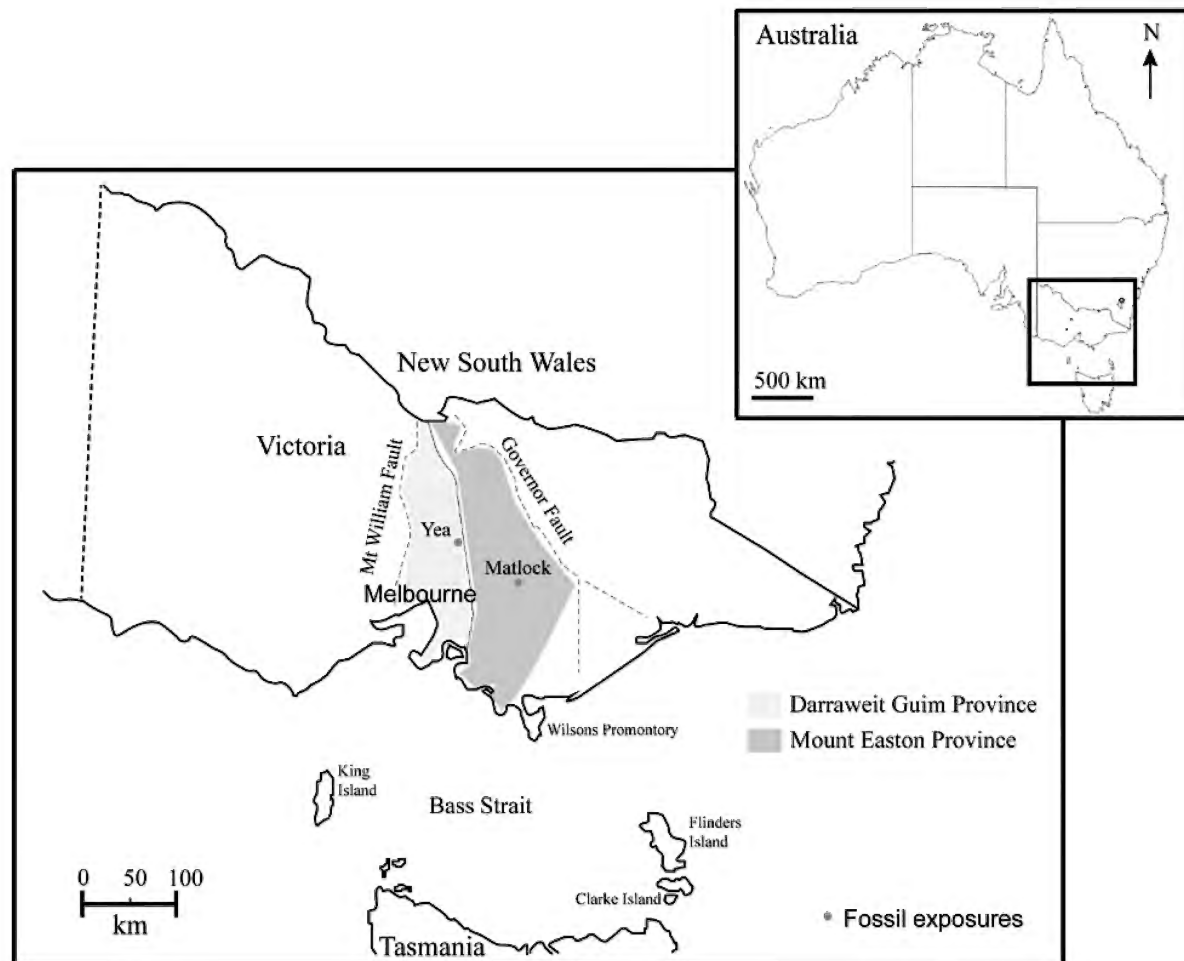 Australia
N
500 km
New South Wales
Victoria
Mt William Fault
Governor Fault
Yea
Matlock
Melbourne
Darraweit Guim Province
Mount Easton Province
Wilsons Promontory
King
Island
Bass Strait
Flinders
Island
Clarke Island
0 50 100
km
Fossil exposures
Tasmania